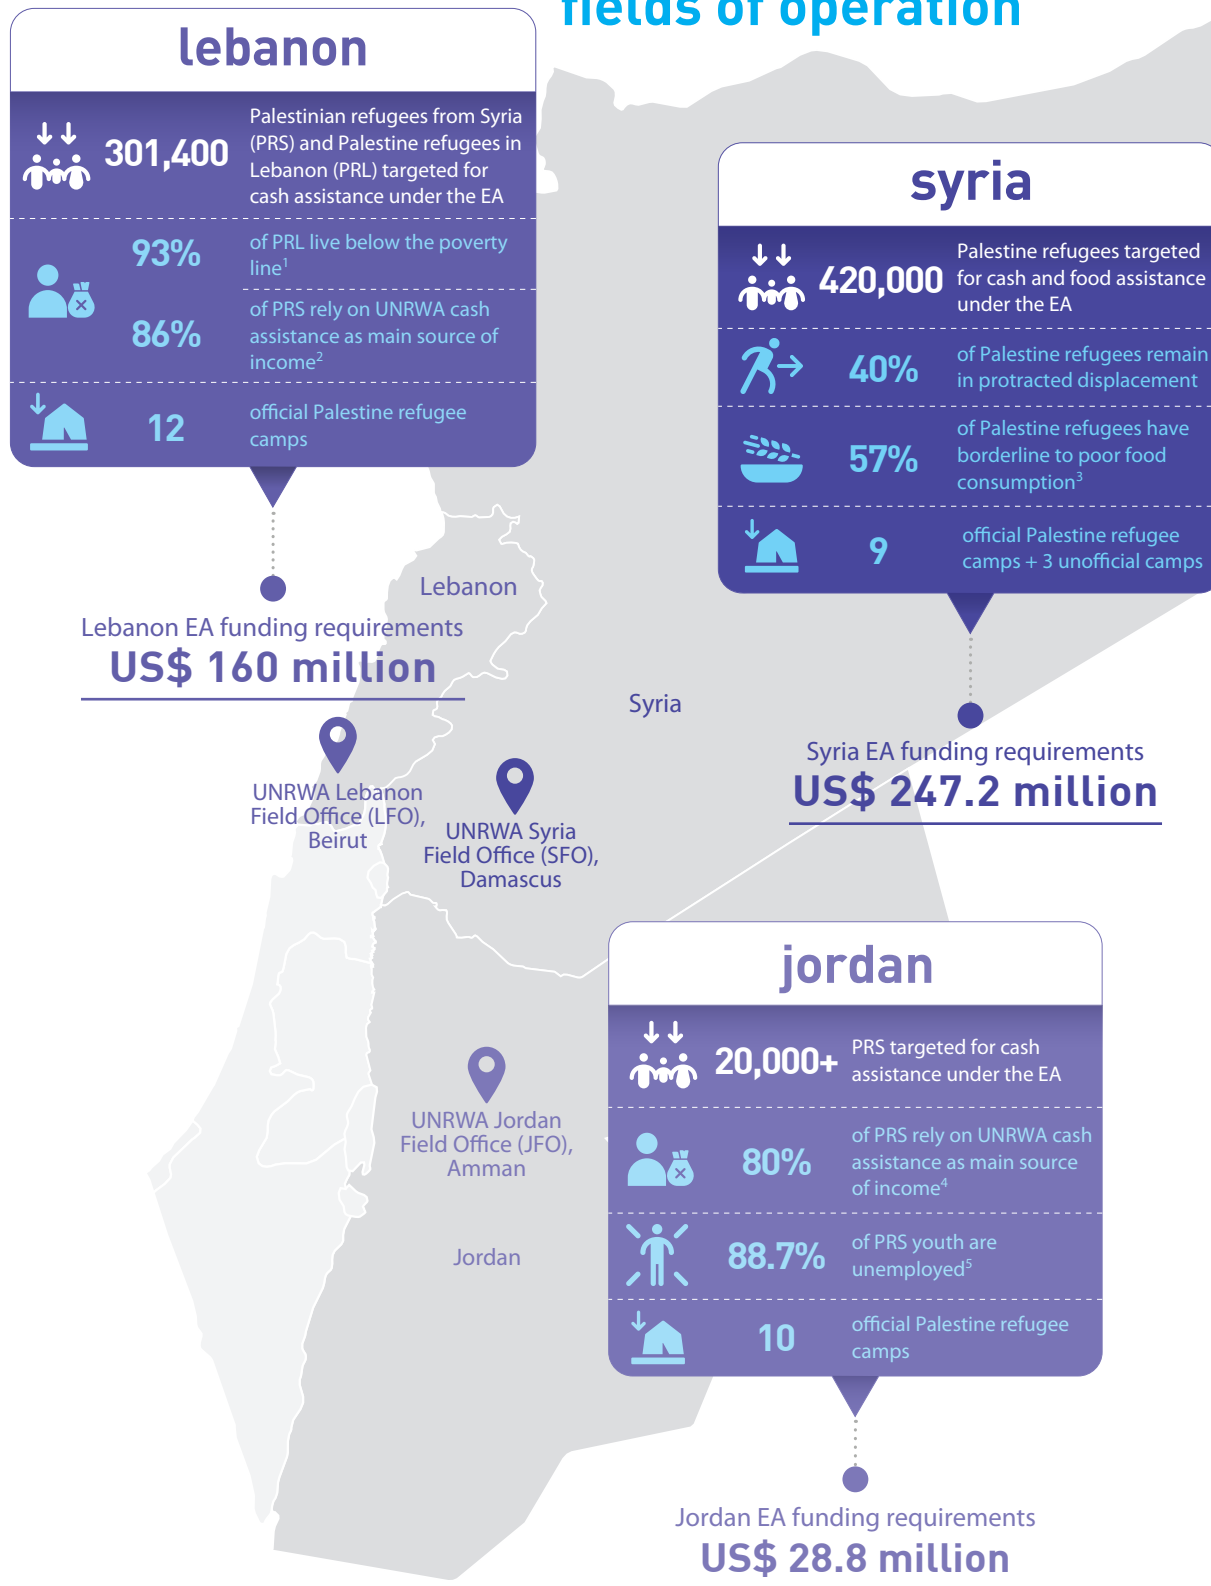 fields of operation
lebanon
301,400
Palestinian refugees from Syria
(PRS) and Palestine refugees in
Lebanon (PRL) targeted for
cash assistance under the EA
93%
of PRL live below the poverty
line1
86%
of PRS rely on UNRWA cash
assistance as main source of
income2
12
official Palestine refugee
camps
Lebanon EA funding requirements
US$ 160 million
syria
420,000
Palestine refugees targeted
for cash and food assistance
under the EA
40%
of Palestine refugees remain
in protracted displacement
57%
of Palestine refugees have
borderline to poor food
consumption3
9
official Palestine refugee
camps + 3 unofficial camps
Syria EA funding requirements
US$ 247.2 million
Lebanon
Syria
UNRWA Lebanon
Field Office (LFO),
Beirut
UNRWA Syria
Field Office (SFO),
Damascus
UNRWA Jordan
Field Office (JFO),
Amman
Jordan
jordan
20,000+
PRS targeted for cash
assistance under the EA
80%
of PRS rely on UNRWA cash
assistance as main source
of income4
88.7%
of PRS youth are
unemployed5
10
official Palestine refugee
camps
Jordan EA funding requirements
US$ 28.8 million